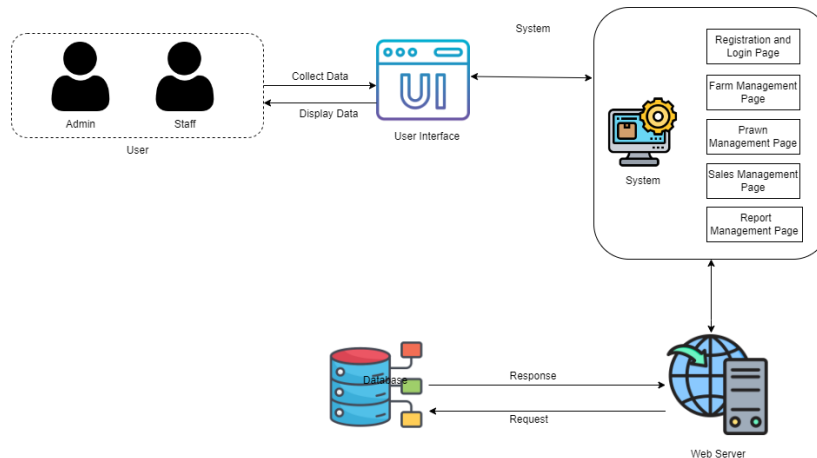 System
Registration and
Login Page
Collect Data
UI
Farm Management
Page
Display Data
Admin
Staff
User Interface
Prawn
Management Page
User
Sales Management
Page
System
Report
Management Page
Database
Response
Request
Web Server